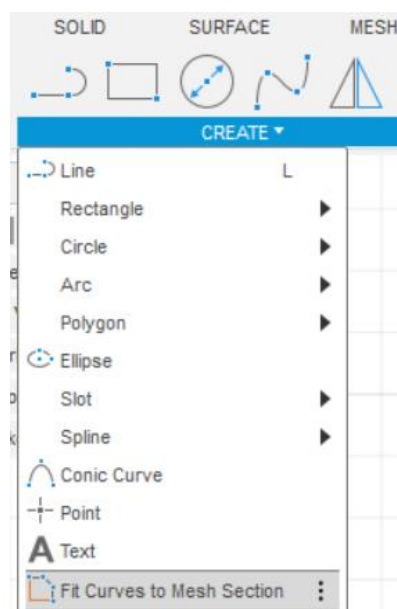 SOLID SURFACE MESH
CREATE
Line L
Rectangle
Circle
Arc
Polygon
Ellipse
Slot
Spline
Conic Curve
Point
Text
Fit Curves to Mesh Section